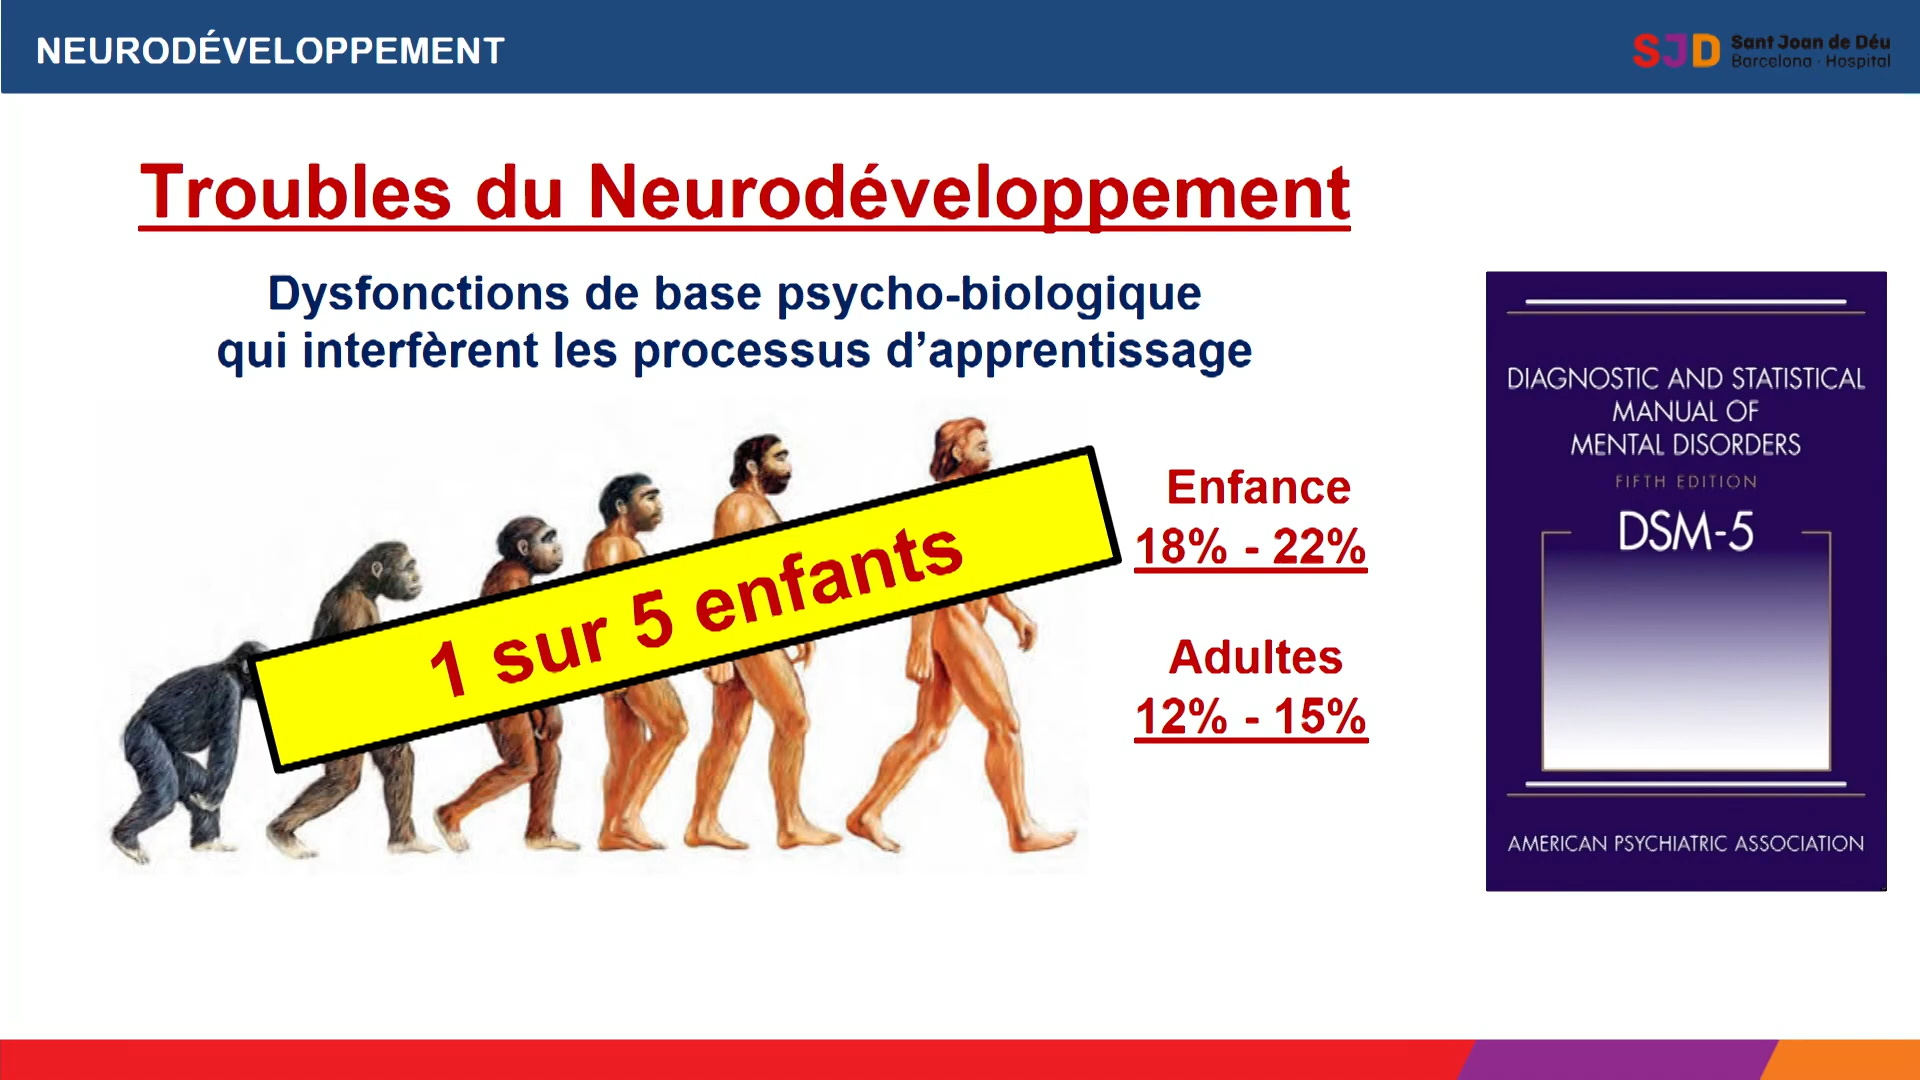 NEURODÉVELOPPEMENT
SJD Sant Joan de Déu
Barcelona · Hospital
Troubles du Neurodéveloppement
Dysfonctions de base psycho-biologique
qui interfèrent les processus d’apprentissage
1 sur 5 enfants
Enfance
18% - 22%
Adultes
12% - 15%
DIAGNOSTIC AND STATISTICAL
MANUAL OF
MENTAL DISORDERS
FIFTH EDITION
DSM-5
AMERICAN PSYCHIATRIC ASSOCIATION